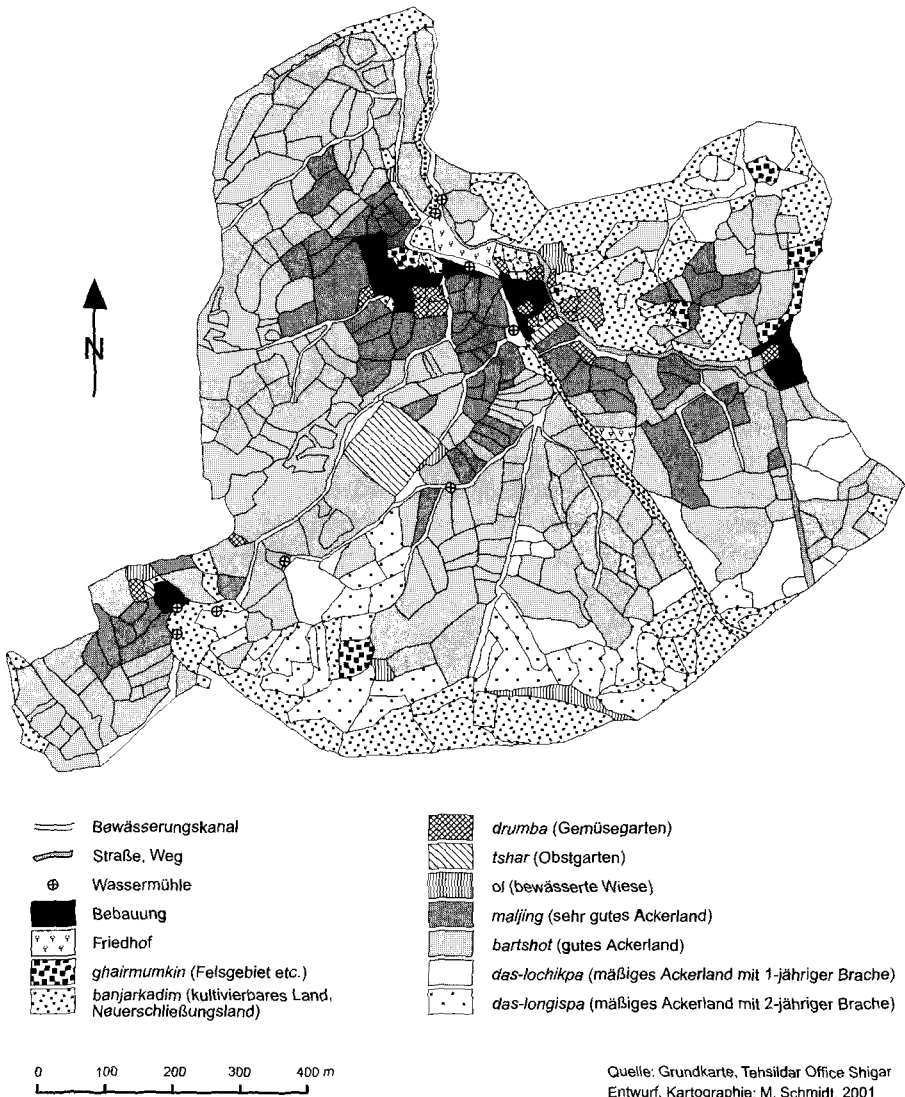 N
Bewässerungskanal
Straße, Weg
Wassermühle
Bebauung
Friedhof
ghairmumkin (Felsgebiet etc.)
banjarkadim (kultivierbares Land,
Neuerschließungsland)
drumba (Gemüsegarten)
tshar (Obstgarten)
ol (bewässerte Wiese)
maljing (sehr gutes Ackerland)
bartshot (gutes Ackerland)
das-lochikpa (mäßiges Ackerland mit 1-jähriger Brache)
das-longispa (mäßiges Ackerland mit 2-jähriger Brache)
0 100 200 300 400 m
Quelle: Grundkarte, Tehsildar Office Shigar
Entwurf, Kartographie: M. Schmidt, 2001